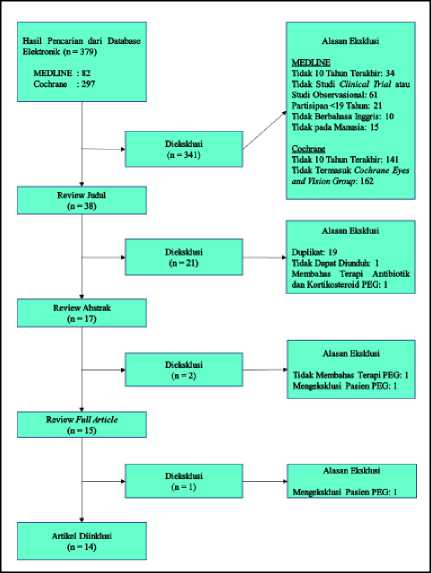 Hasil Pencarian dari Database
Elektronik (n = 379)
MEDLINE : 82
Cochrane : 297
Alasan Eksklusi
MEDLINE
Tidak 10 Tahun Terakhir: 34
Tidak Studi Clinical Trial atau
Studi Observasional: 61
Partisipan <19 Tahun: 21
Tidak Berbahasa Inggris: 10
Tidak pada Manusia: 15
Cochrane
Tidak 10 Tahun Terakhir: 141
Tidak Termasuk Cochrane Eyes
and Vision Group: 162
Dieksklusi
(n = 341)
Review Judul
(n = 38)
Dieksklusi
(n = 21)
Alasan Eksklusi
Duplikat: 19
Tidak Dapat Diunduh: 1
Membahas Terapi Antibiotik
dan Kortikosteroid PEG: 1
Review Abstrak
(n = 17)
Dieksklusi
(n = 2)
Alasan Eksklusi
Tidak Membahas Terapi PEG: 1
Mengeksklusi Pasien PEG: 1
Review Full Article
(n = 15)
Dieksklusi
(n = 1)
Alasan Eksklusi
Mengeksklusi Pasien PEG: 1
Artikel Diinklusi
(n = 14)